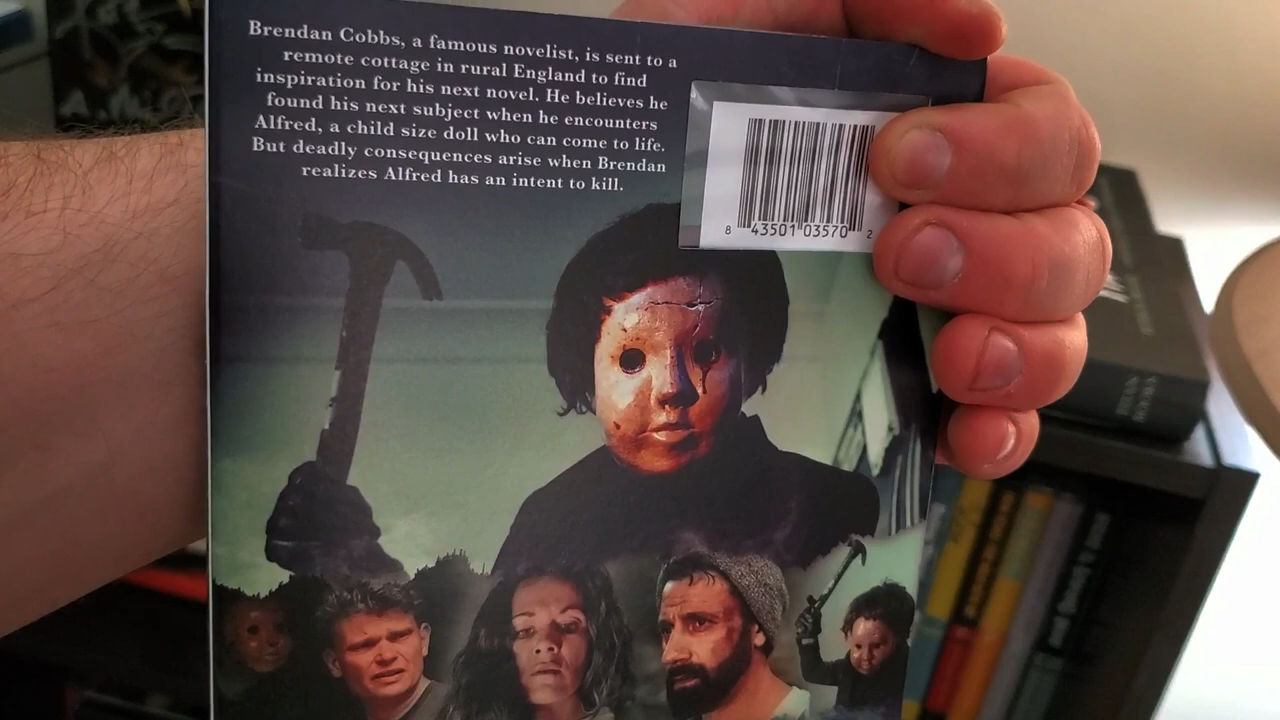 Brendan Cobbs, a famous novelist, is sent to a
remote cottage in rural England to find
inspiration for his next novel. He believes he
found his next subject when he encounters
Alfred, a child size doll who can come to life.
But deadly consequences arise when Brendan
realizes Alfred has an intent to kill.
8 43501 03570 2